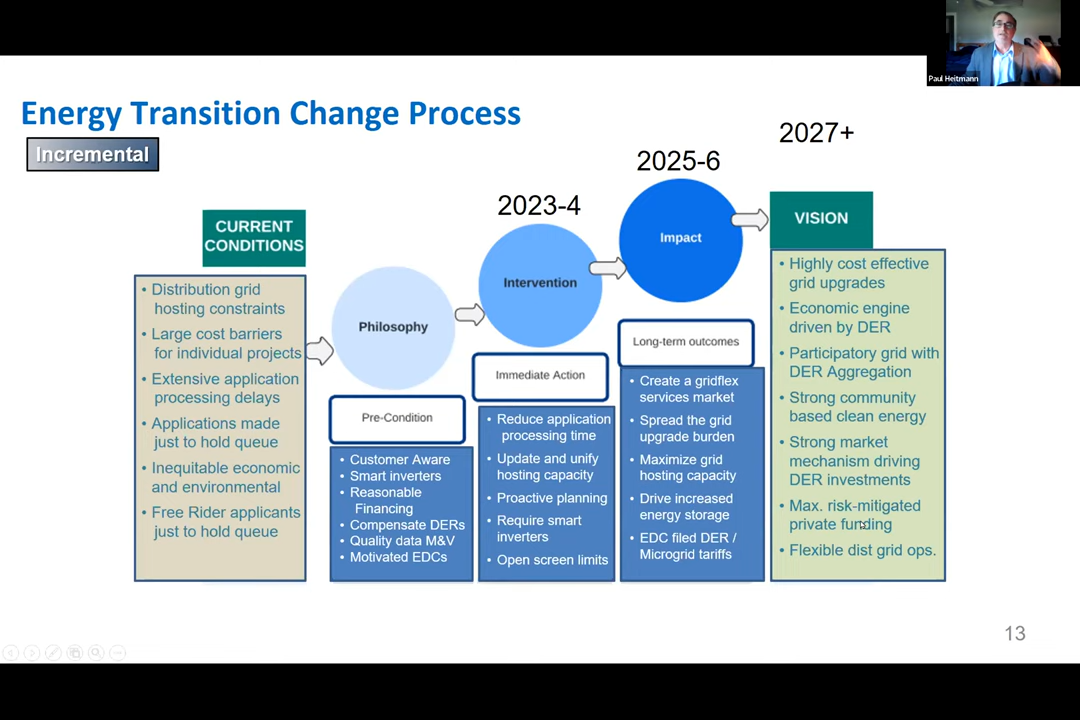 Paul Heitmann
Energy Transition Change Process
Incremental
CURRENT
CONDITIONS
• Distribution grid
hosting constraints
• Large cost barriers
for individual projects
• Extensive application
processing delays
• Applications made
just to hold queue
• Inequitable economic
and environmental
• Free Rider applicants
just to hold queue
Philosophy
Pre-Condition
• Customer Aware
• Smart inverters
• Reasonable
Financing
• Compensate DERs
• Quality data M&V
• Motivated EDCs
2023-4
Intervention
Immediate Action
• Reduce application
processing time
• Update and unify
hosting capacity
• Proactive planning
• Require smart
inverters
• Open screen limits
2025-6
Impact
Long-term outcomes
• Create a gridflex
services market
• Spread the grid
upgrade burden
• Maximize grid
hosting capacity
• Drive increased
energy storage
• EDC filed DER /
Microgrid tariffs
2027+
VISION
• Highly cost effective
grid upgrades
• Economic engine
driven by DER
• Participatory grid with
DER Aggregation
• Strong community
based clean energy
• Strong market
mechanism driving
DER investments
• Max. risk-mitigated
private funding
• Flexible dist grid ops.
13